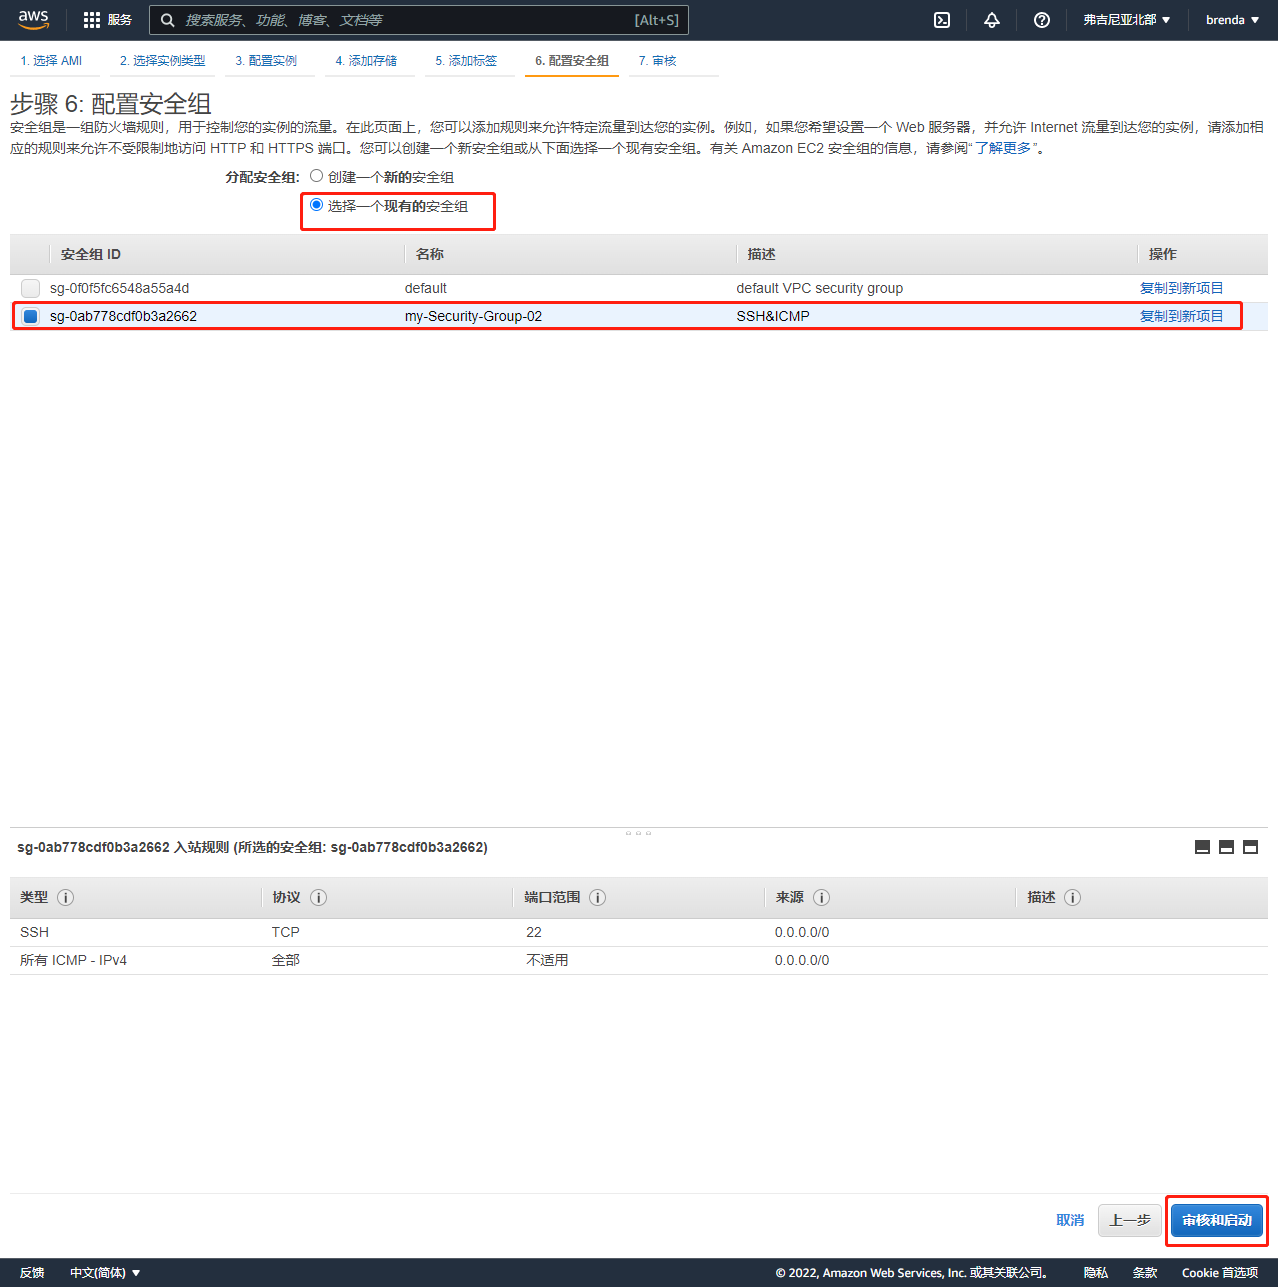 aws 服务 搜索服务、功能、博客、文档等 [Alt+S] 弗吉尼亚北部 ▼ brenda ▼
1. 选择 AMI 2. 选择实例类型 3. 配置实例 4. 添加存储 5. 添加标签 6. 配置安全组 7. 审核
步骤 6: 配置安全组
安全组是一组防火墙规则，用于控制您的实例的流量。在此页面上，您可以添加规则来允许特定流量到达您的实例。例如，如果您希望设置一个 Web 服务器，并允许 Internet 流量到达您的实例，请添加相
应的规则来允许不受限制地访问 HTTP 和 HTTPS 端口。您可以创建一个新安全组或从下面选择一个现有安全组。有关 Amazon EC2 安全组的信息，请参阅“了解更多”。
分配安全组: 创建一个新的安全组
选择一个现有的安全组
安全组 ID 名称 描述 操作
sg-0f0f5fc6548a55a4d default default VPC security group 复制到新项目
sg-0ab778cdf0b3a2662 my-Security-Group-02 SSH&ICMP 复制到新项目
sg-0ab778cdf0b3a2662 入站规则 (所选的安全组: sg-0ab778cdf0b3a2662)
类型 i 协议 i 端口范围 i 来源 i 描述 i
SSH TCP 22 0.0.0.0/0
所有 ICMP - IPv4 全部 不适用 0.0.0.0/0
取消 上一步 审核和启动
反馈 中文(简体) ▼ © 2022, Amazon Web Services, Inc. 或其关联公司。 隐私 条款 Cookie 首选项